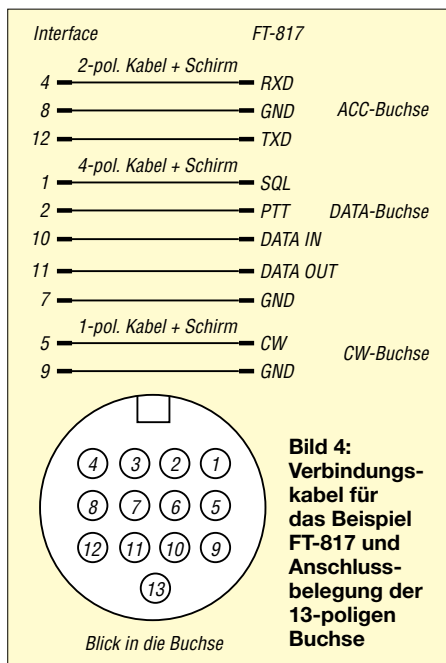 Interface FT-817
2-pol. Kabel + Schirm
4 RXD
8 GND ACC-Buchse
12 TXD
4-pol. Kabel + Schirm
1 SQL
2 PTT DATA-Buchse
10 DATA IN
11 DATA OUT
7 GND
1-pol. Kabel + Schirm
5 CW CW-Buchse
9 GND
4 3 2 1
8 7 6 5
12 11 10 9
13
Blick in die Buchse
Bild 4:
Verbindungs-
kabel für
das Beispiel
FT-817 und
Anschluss-
belegung der
13-poligen
Buchse